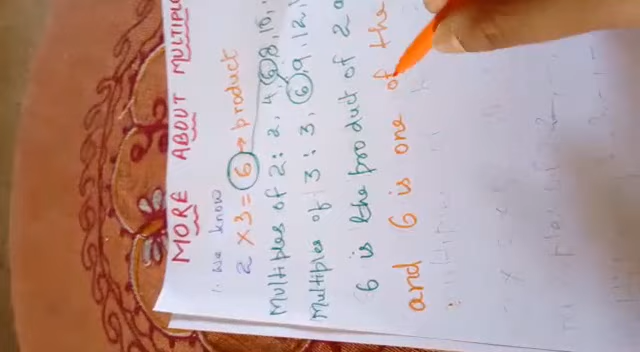 MORE ABOUT MULTIPL
1. We know
2 × 3 = 6 → product
Multiples of 2 : 2, 4, 6, 8, 10,
Multiples of 3 : 3, 6, 9, 12,
6 is the product of 2 a
and 6 is one of the